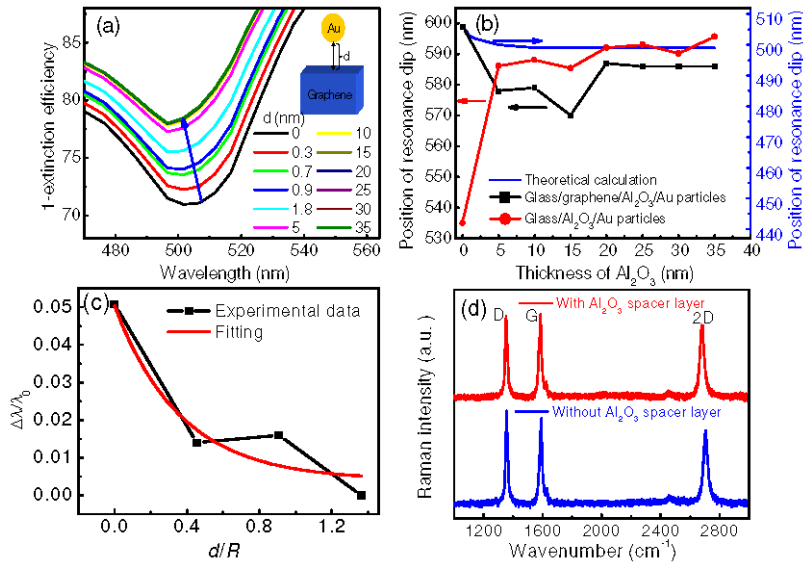 (a)
Au
d
Graphene
1-extinction efficiency
85
80
75
70
d (nm)
0 10
0.3 15
0.7 20
0.9 25
1.8 30
5 35
480 500 520 540 560
Wavelength (nm)
(b)
Position of resonance dip (nm)
600
590
580
570
560
550
540
530
510
500
490
480
470
460
450
440
Position of resonance dip (nm)
Theoretical calculation
Glass/graphene/Al₂O₃/Au particles
Glass/Al₂O₃/Au particles
0 5 10 15 20 25 30 35 40
Thickness of Al₂O₃ (nm)
(c)
Experimental data
Fitting
Δλ/λ₀
0.05
0.04
0.03
0.02
0.01
0.00
0.0 0.4 0.8 1.2
d/R
(d)
With Al₂O₃ spacer layer
D G 2D
Without Al₂O₃ spacer layer
Raman intensity (a.u.)
1200 1600 2000 2400 2800
Wavenumber (cm⁻¹)